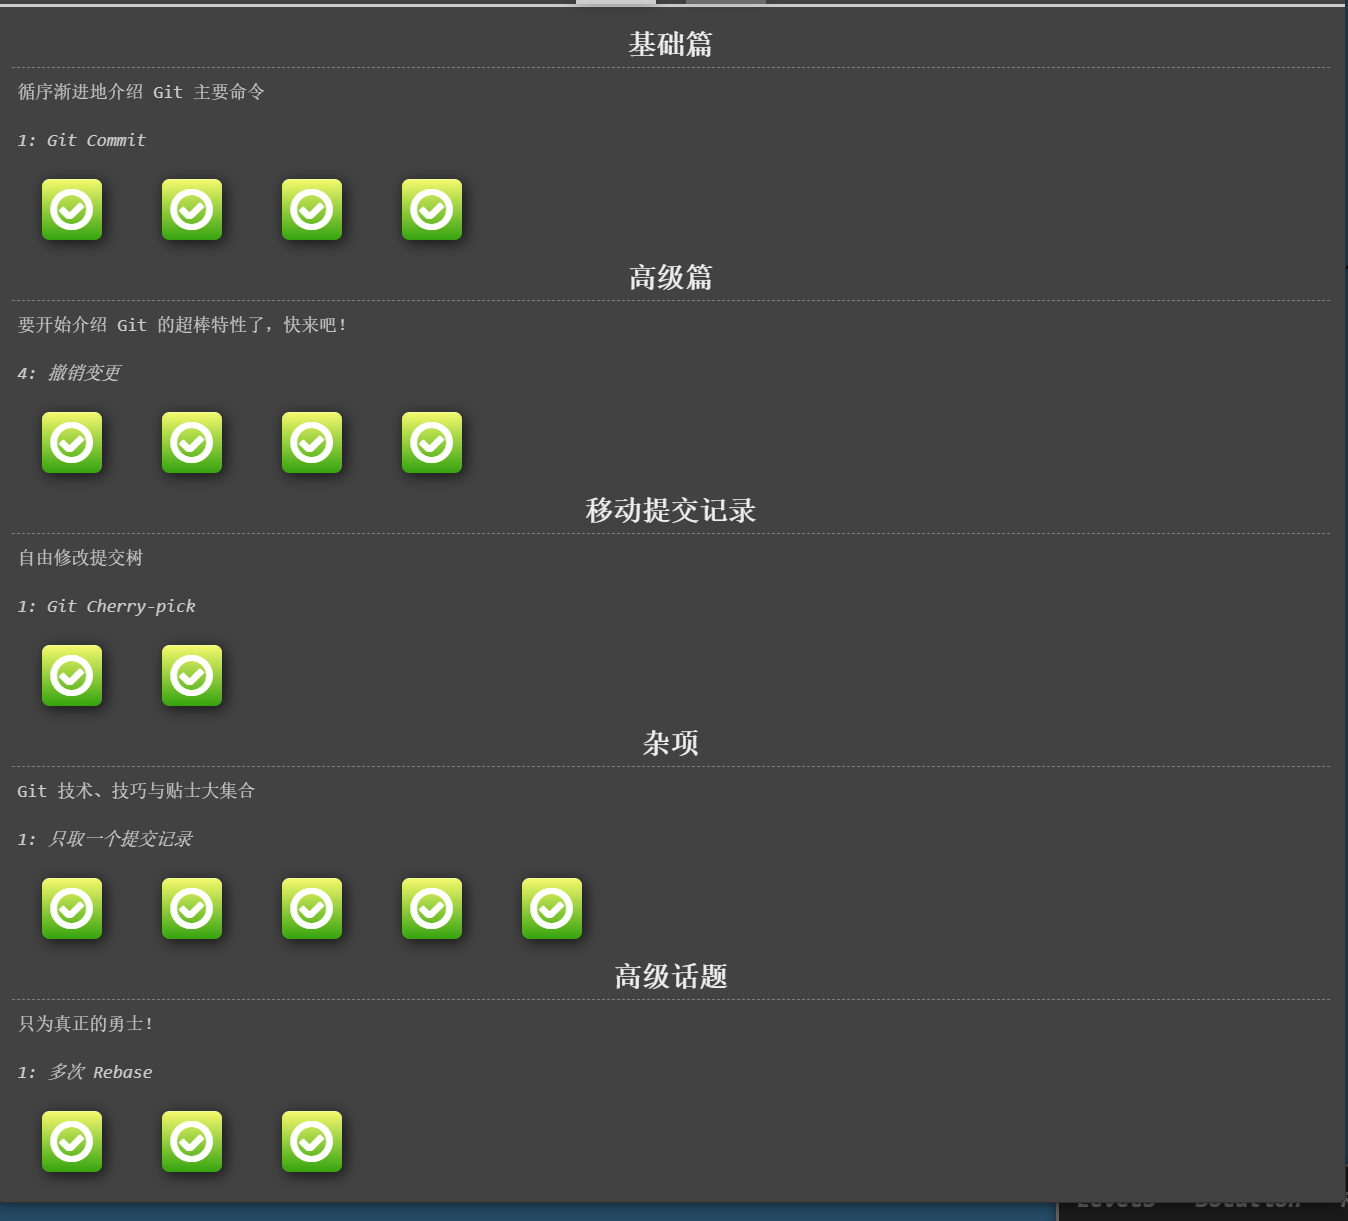 基础篇
循序渐进地介绍 Git 主要命令
1: Git Commit
高级篇
要开始介绍 Git 的超棒特性了，快来吧！
4: 撤销变更
移动提交记录
自由修改提交树
1: Git Cherry-pick
杂项
Git 技术、技巧与贴士大集合
1: 只取一个提交记录
高级话题
只为真正的勇士！
1: 多次 Rebase
Levels Solution